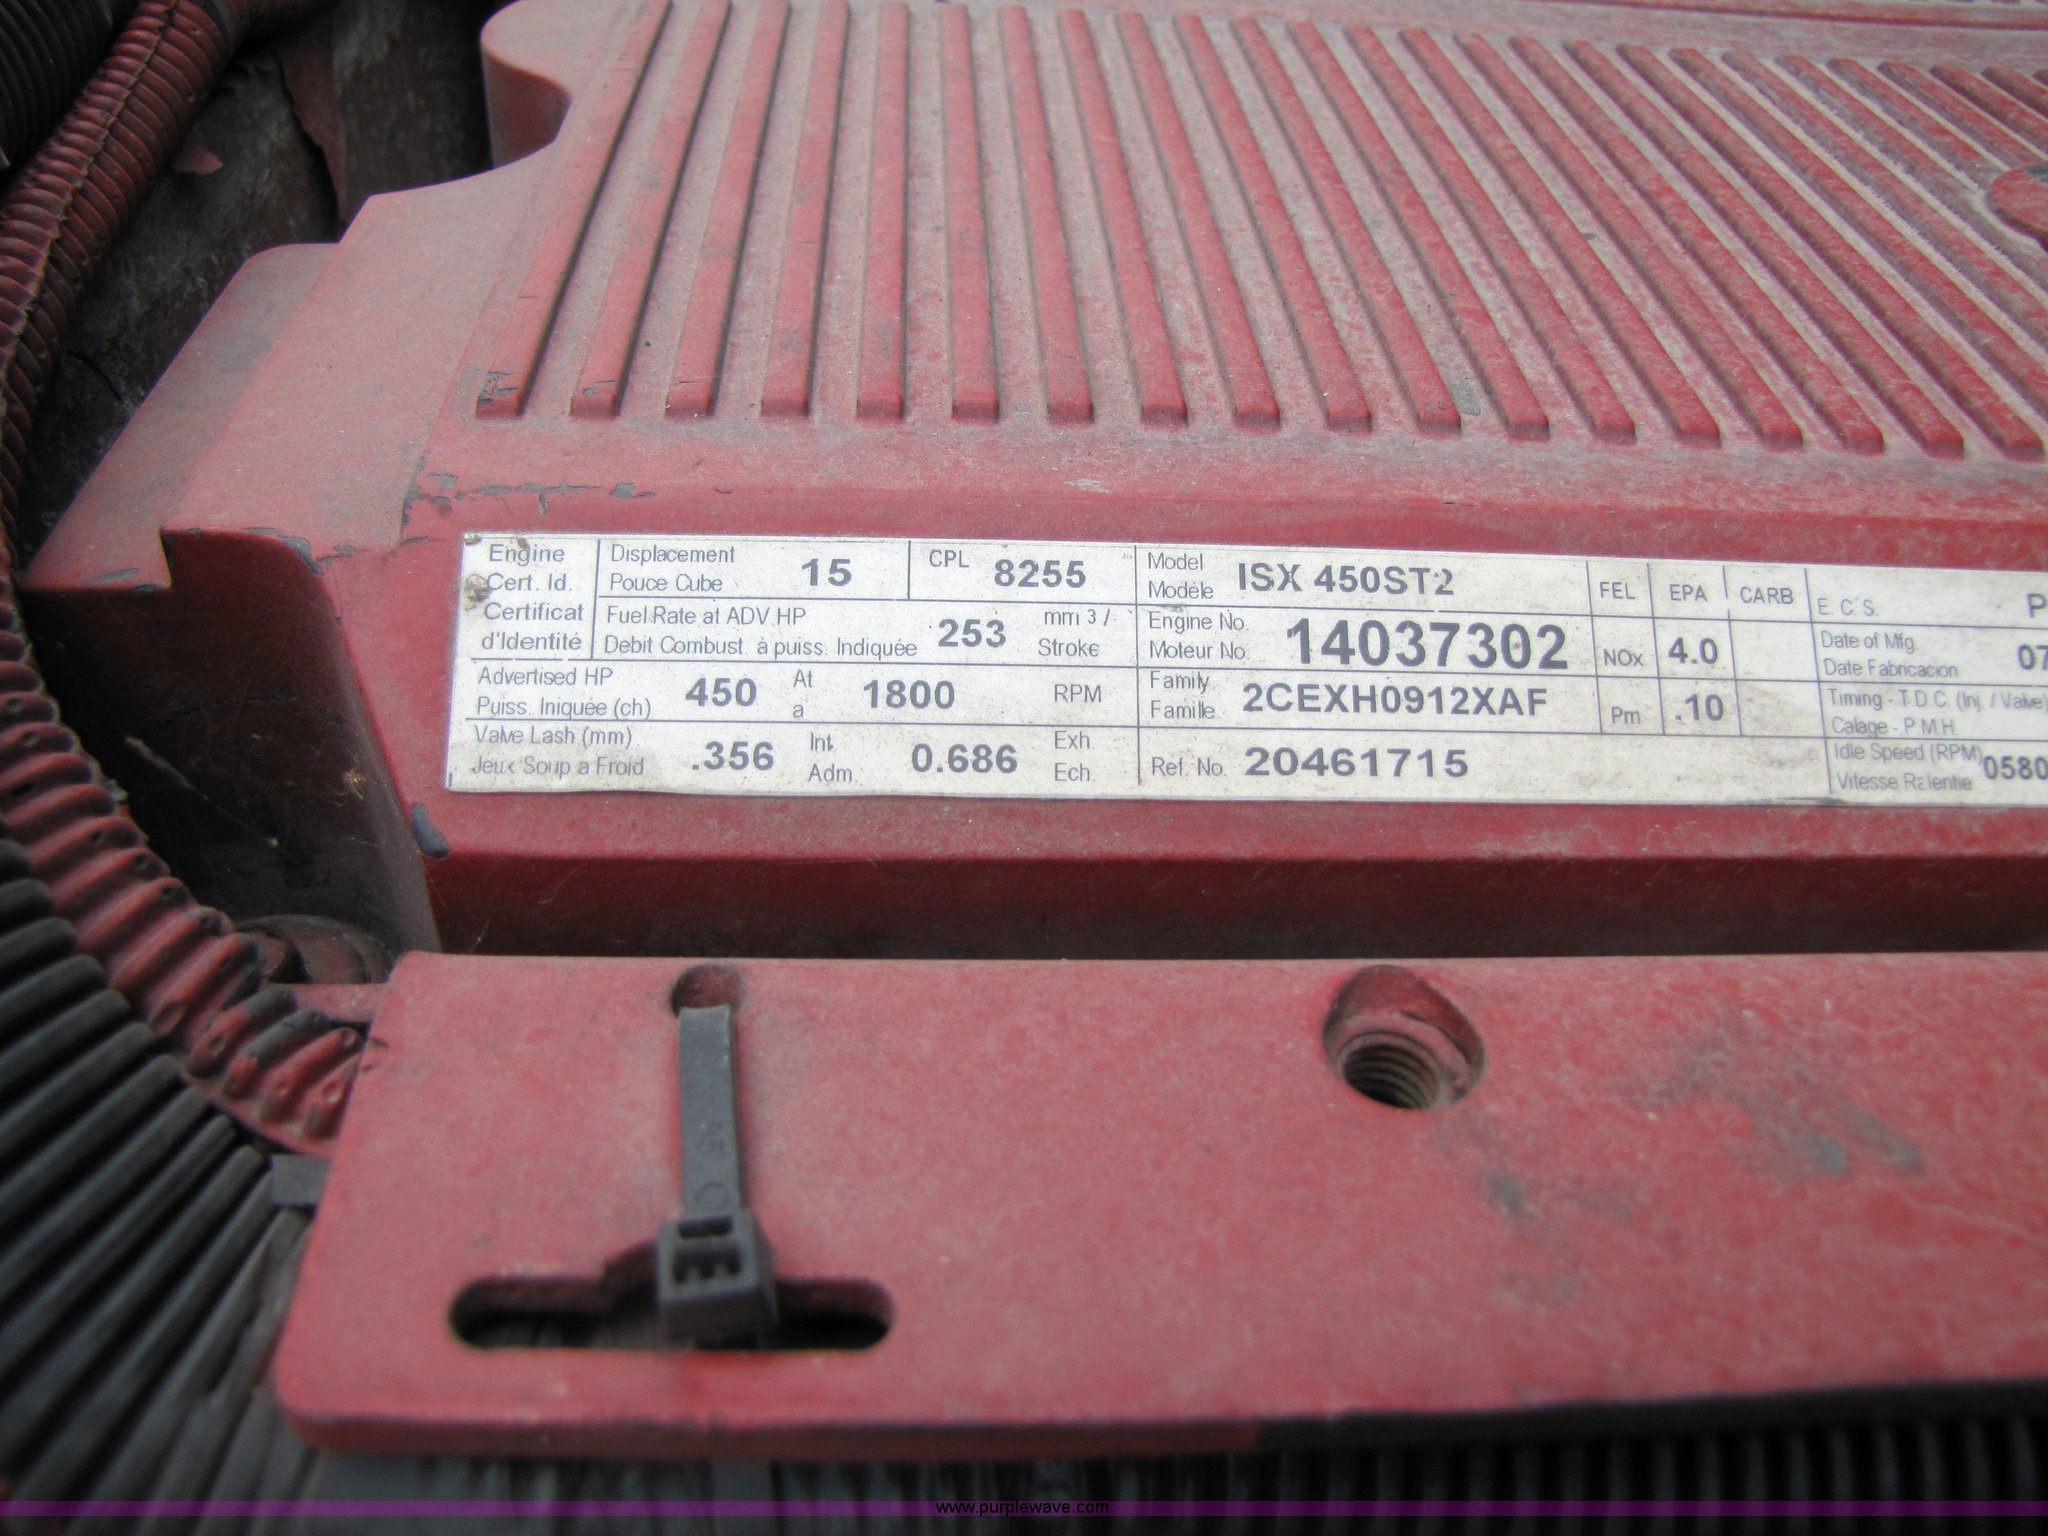 Engine
Cert. Id.
Certificat
d'Identité
Displacement
Pouce Cube
15
CPL 8255
Fuel Rate at ADV.HP
Debit Combust. à puiss. Indiquée
253
mm 3 /
Stroke
Advertised HP
Puiss. Iniquée (ch)
450
At
a
1800
RPM
Valve Lash (mm)
Jeux Soup a Froid
.356
Int.
Adm.
0.686
Exh.
Ech.
Model
Modèle
ISX 450ST2
Engine No.
Moteur No.
14037302
Family
Famille
2CEXH0912XAF
Ref. No. 20461715
FEL EPA CARB
NOx 4.0
Pm .10
E. C. S. P
Date of Mfg.
Date Fabricacion
07
Timing - T.D.C. (Inj. / Valve)
Calage - P.M.H.
Idle Speed (RPM)
Vitesse Ralentie
0580
www.purplewave.com